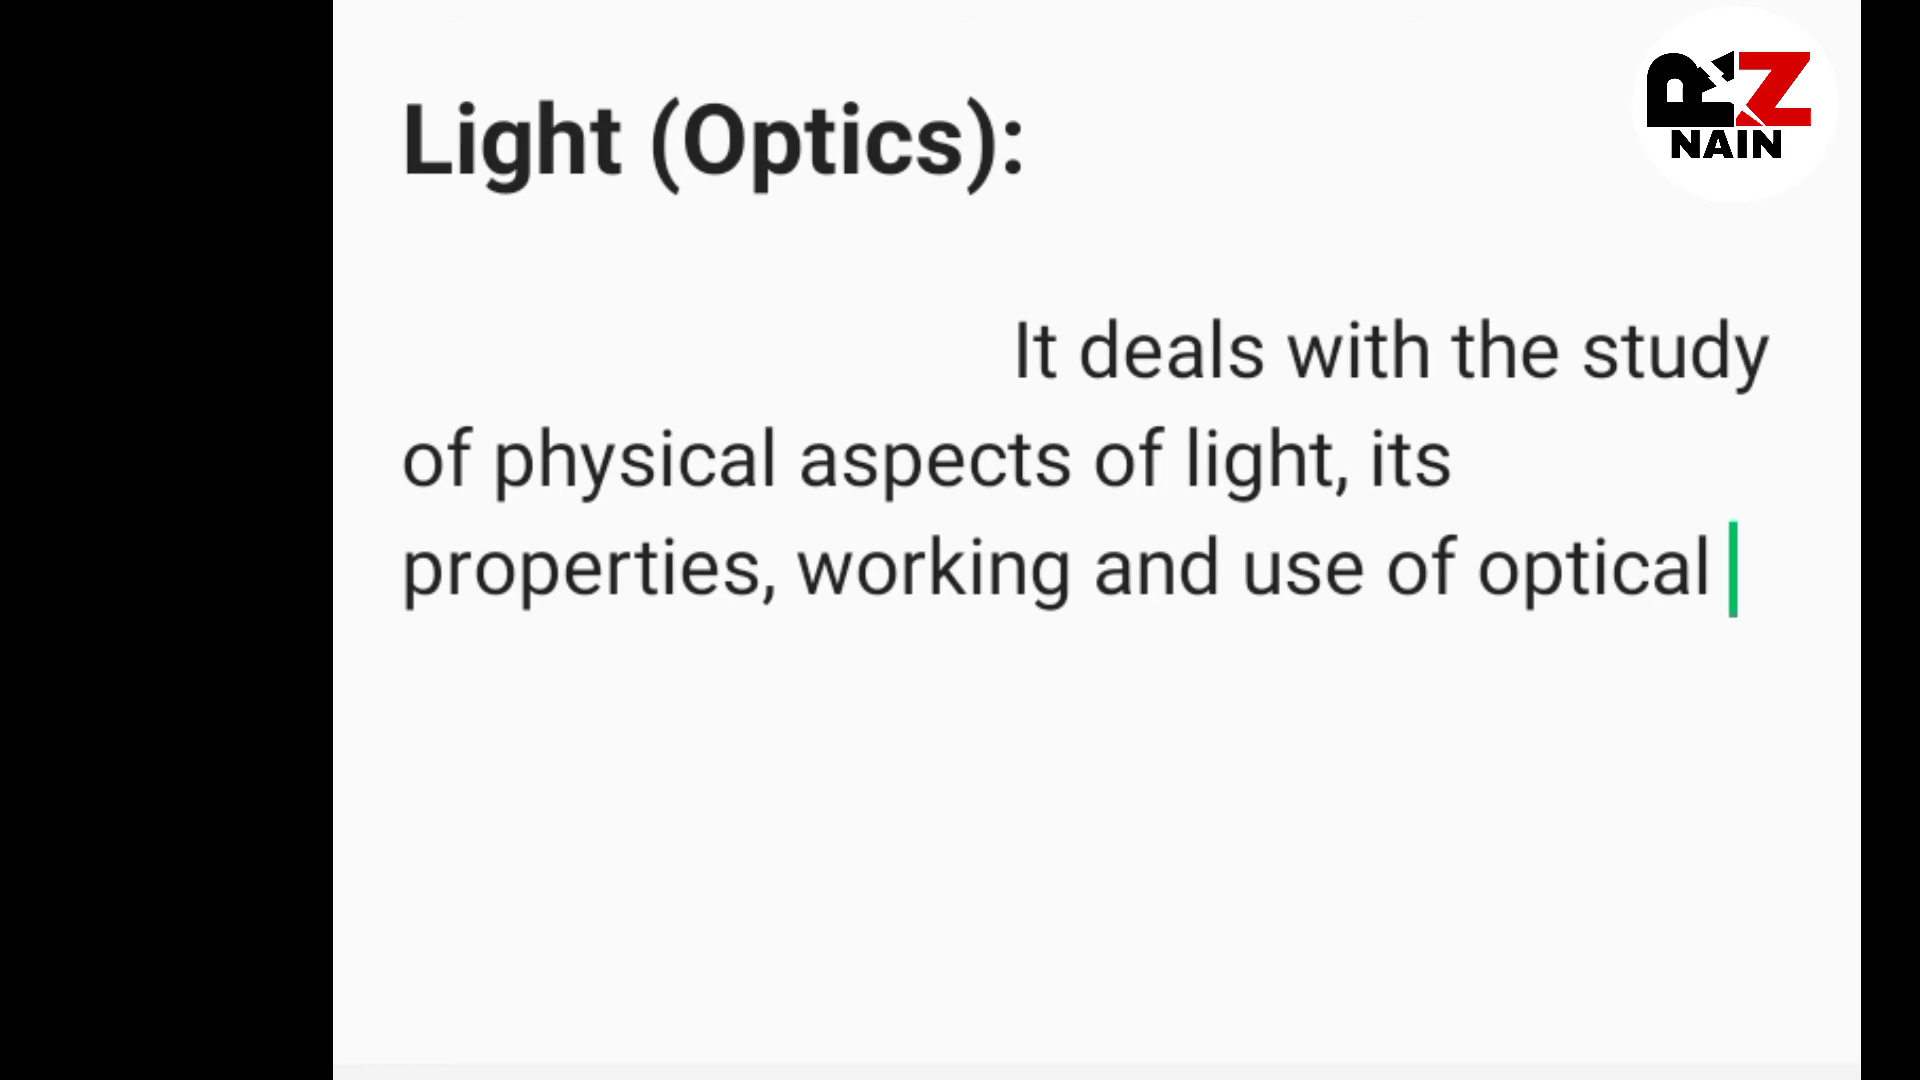 Light (Optics):
It deals with the study
of physical aspects of light, its
properties, working and use of optical
RIZ
NAIN